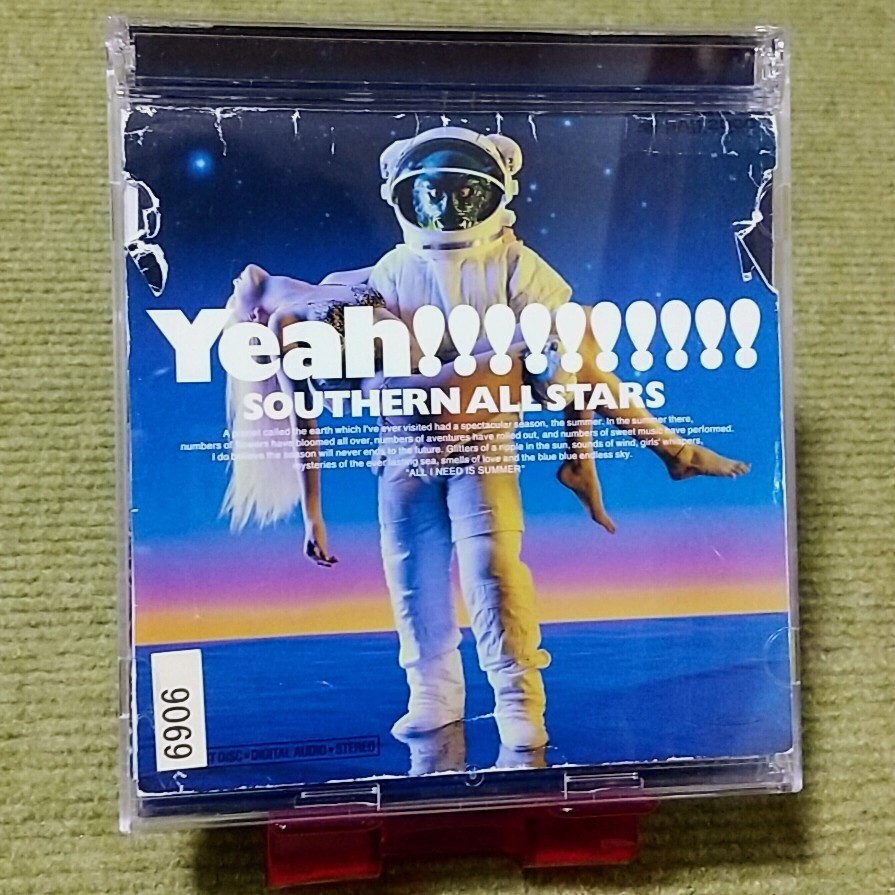 Yeah!!!!!!!!!!
SOUTHERN ALL STARS
A planet called the earth which I've ever visited had a spectacular season, the summer. In the summer there,
numbers of flowers have bloomed all over, numbers of aventures have rolled out, and numbers of sweet music have performed.
I do believe the season will never ends to the future. Glitters of a ripple in the sun, sounds of wind, girls' whispers,
mysteries of the ever lasting sea, smells of love and the blue blue endless sky.
"ALL I NEED IS SUMMER"
6906
T DISC • DIGITAL AUDIO • STEREO